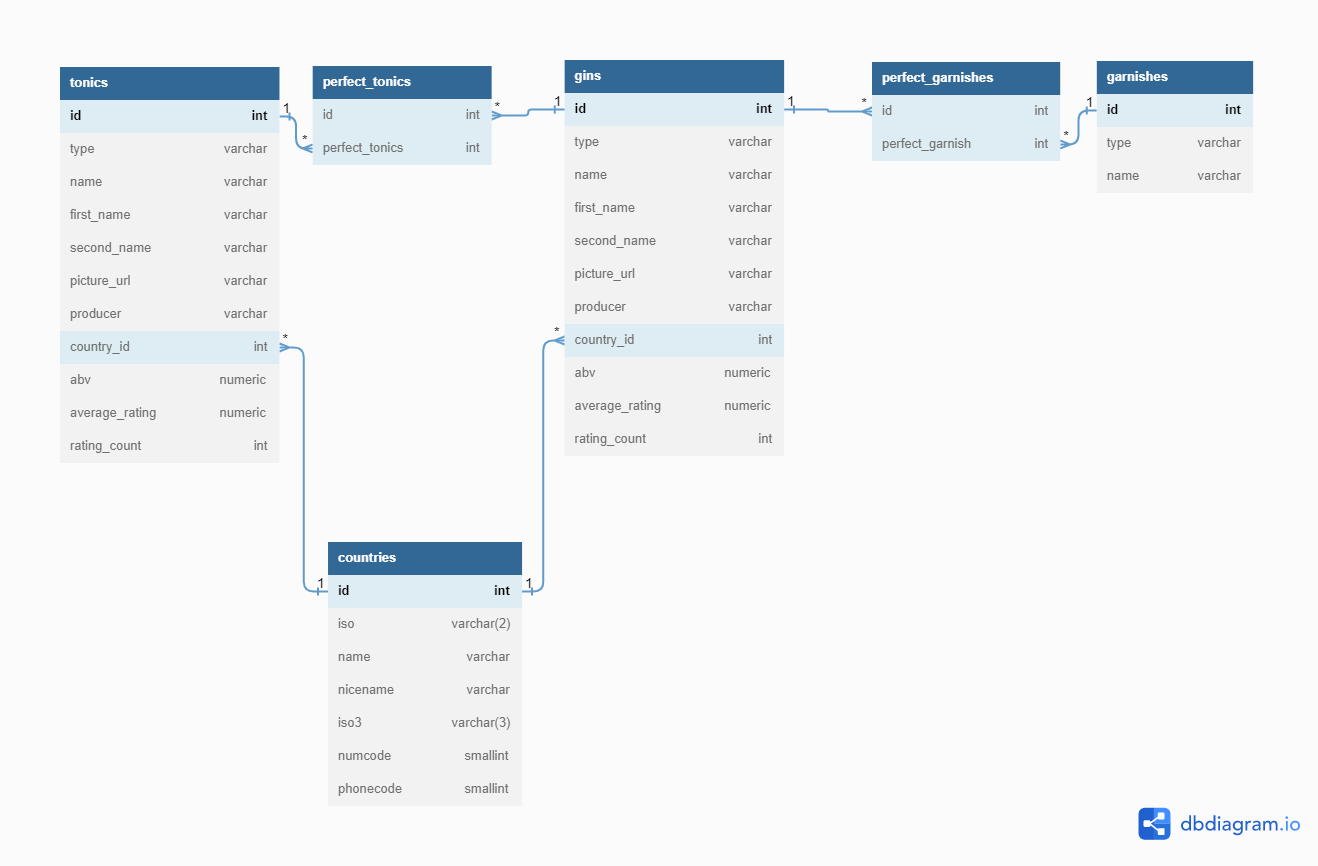 tonics
id int
type varchar
name varchar
first_name varchar
second_name varchar
picture_url varchar
producer varchar
country_id int
abv numeric
average_rating numeric
rating_count int
1
*
*
perfect_tonics
id int
perfect_tonics int
*
1
gins
id int
type varchar
name varchar
first_name varchar
second_name varchar
picture_url varchar
producer varchar
country_id int
abv numeric
average_rating numeric
rating_count int
1
*
*
perfect_garnishes
id int
perfect_garnish int
*
1
garnishes
id int
type varchar
name varchar
countries
1 id int 1
iso varchar(2)
name varchar
nicename varchar
iso3 varchar(3)
numcode smallint
phonecode smallint
dbdiagram.io